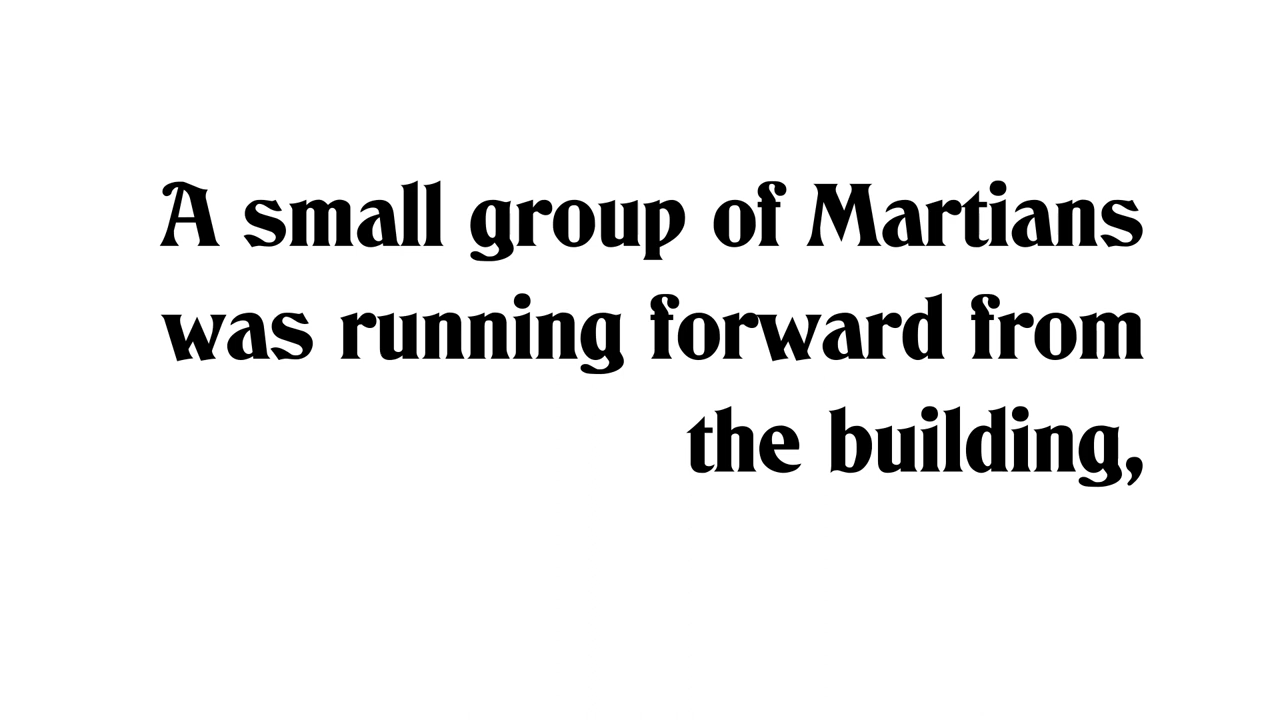 A small group of Martians
was running forward from
the building,